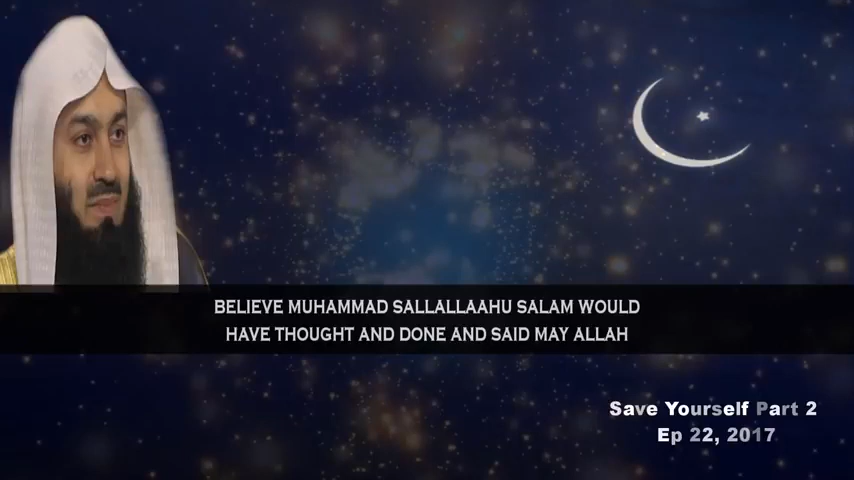 BELIEVE MUHAMMAD SALLALLAAHU SALAM WOULD
HAVE THOUGHT AND DONE AND SAID MAY ALLAH
Save Yourself Part 2
Ep 22, 2017